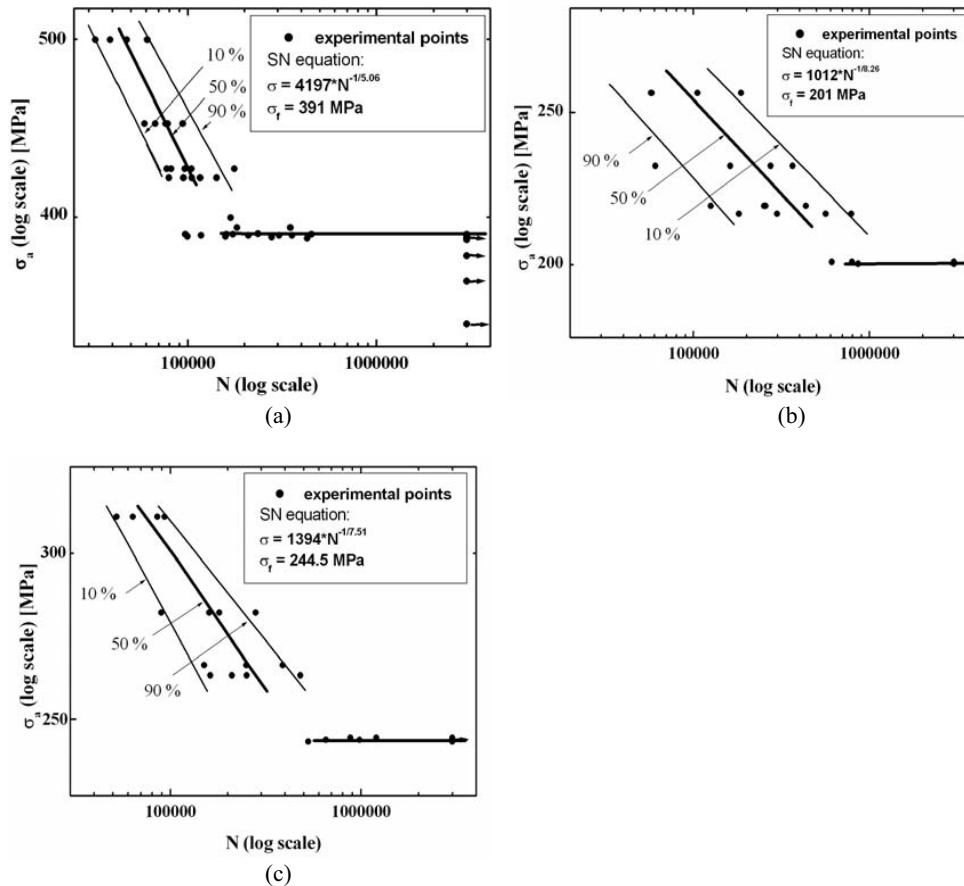 500
400
σa (log scale) [MPa]
experimental points
SN equation:
σ = 4197*N-1/5.06
σf = 391 MPa
10 %
50 %
90 %
100000 1000000
N (log scale)
(a)
250
200
σa (log scale) [MPa]
experimental points
SN equation:
σ = 1012*N-1/8.26
σf = 201 MPa
90 %
50 %
10 %
100000 1000000
N (log scale)
(b)
300
250
σa (log scale) [MPa]
experimental points
SN equation:
σ = 1394*N-1/7.51
σf = 244.5 MPa
10 %
50 %
90 %
100000 1000000
N (log scale)
(c)